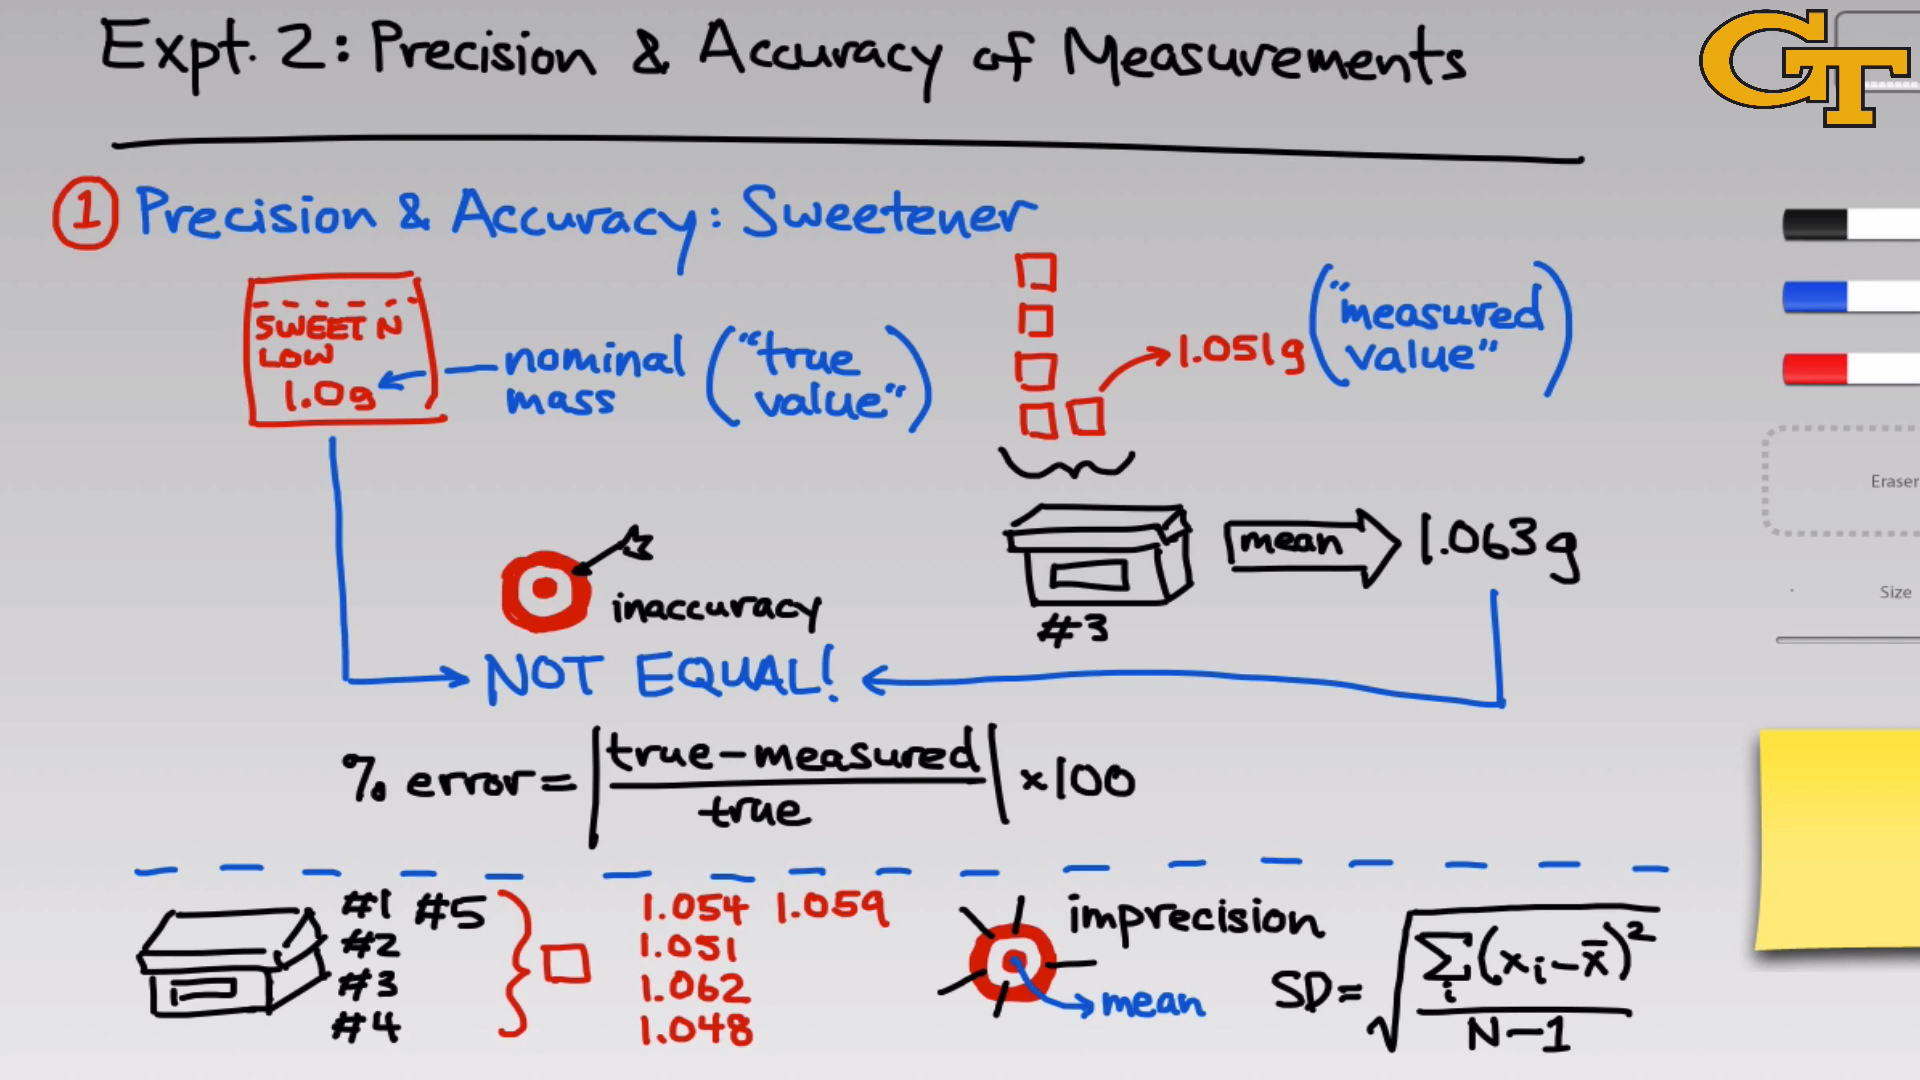 Expt. 2: Precision & Accuracy of Measurements
GT
1 Precision & Accuracy: Sweetener
SWEET N
LOW
1.0g
nominal
mass
("true
value")
1.051g
("measured
value")
mean
1.063g
#3
inaccuracy
NOT EQUAL!
% error = |true-measured / true| x100
Eraser
Size
#1 #5
#2
#3
#4
1.054 1.059
1.051
1.062
1.048
imprecision
mean
SD = √(∑i (xi - x̄)² / N-1)